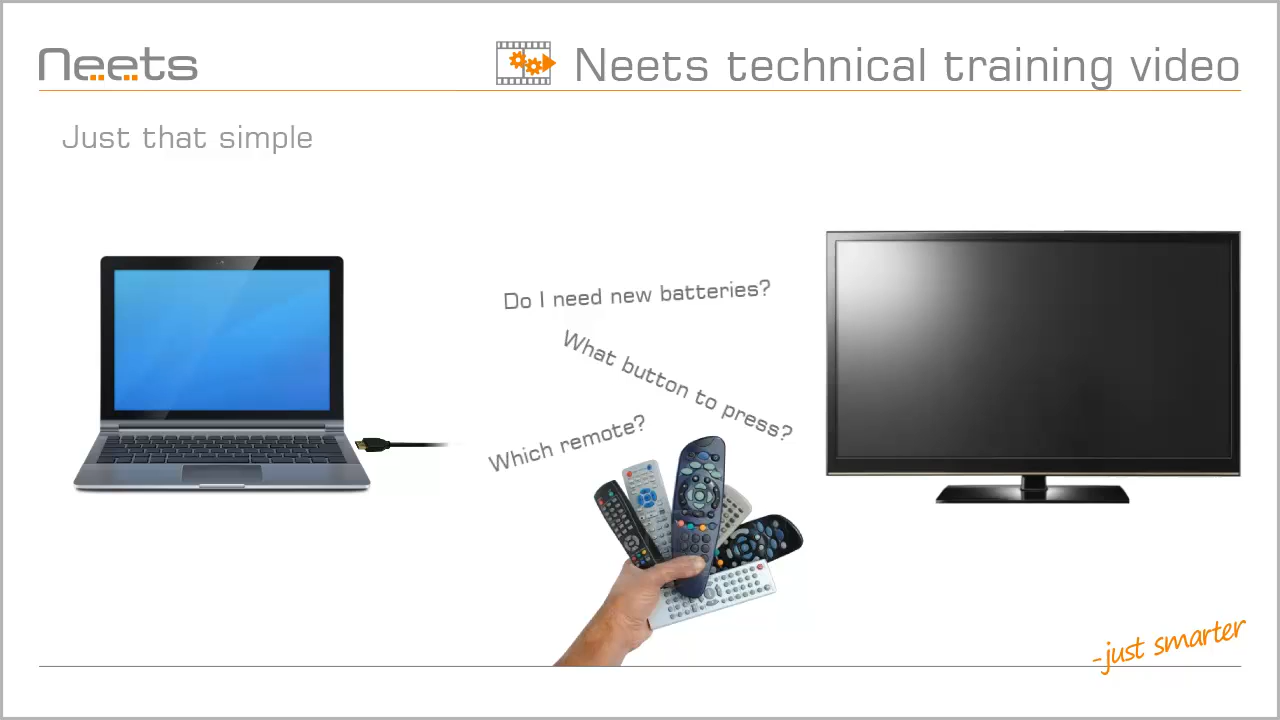 Neets
Neets technical training video
Just that simple
Do I need new batteries?
What button to press?
Which remote?
-just smarter